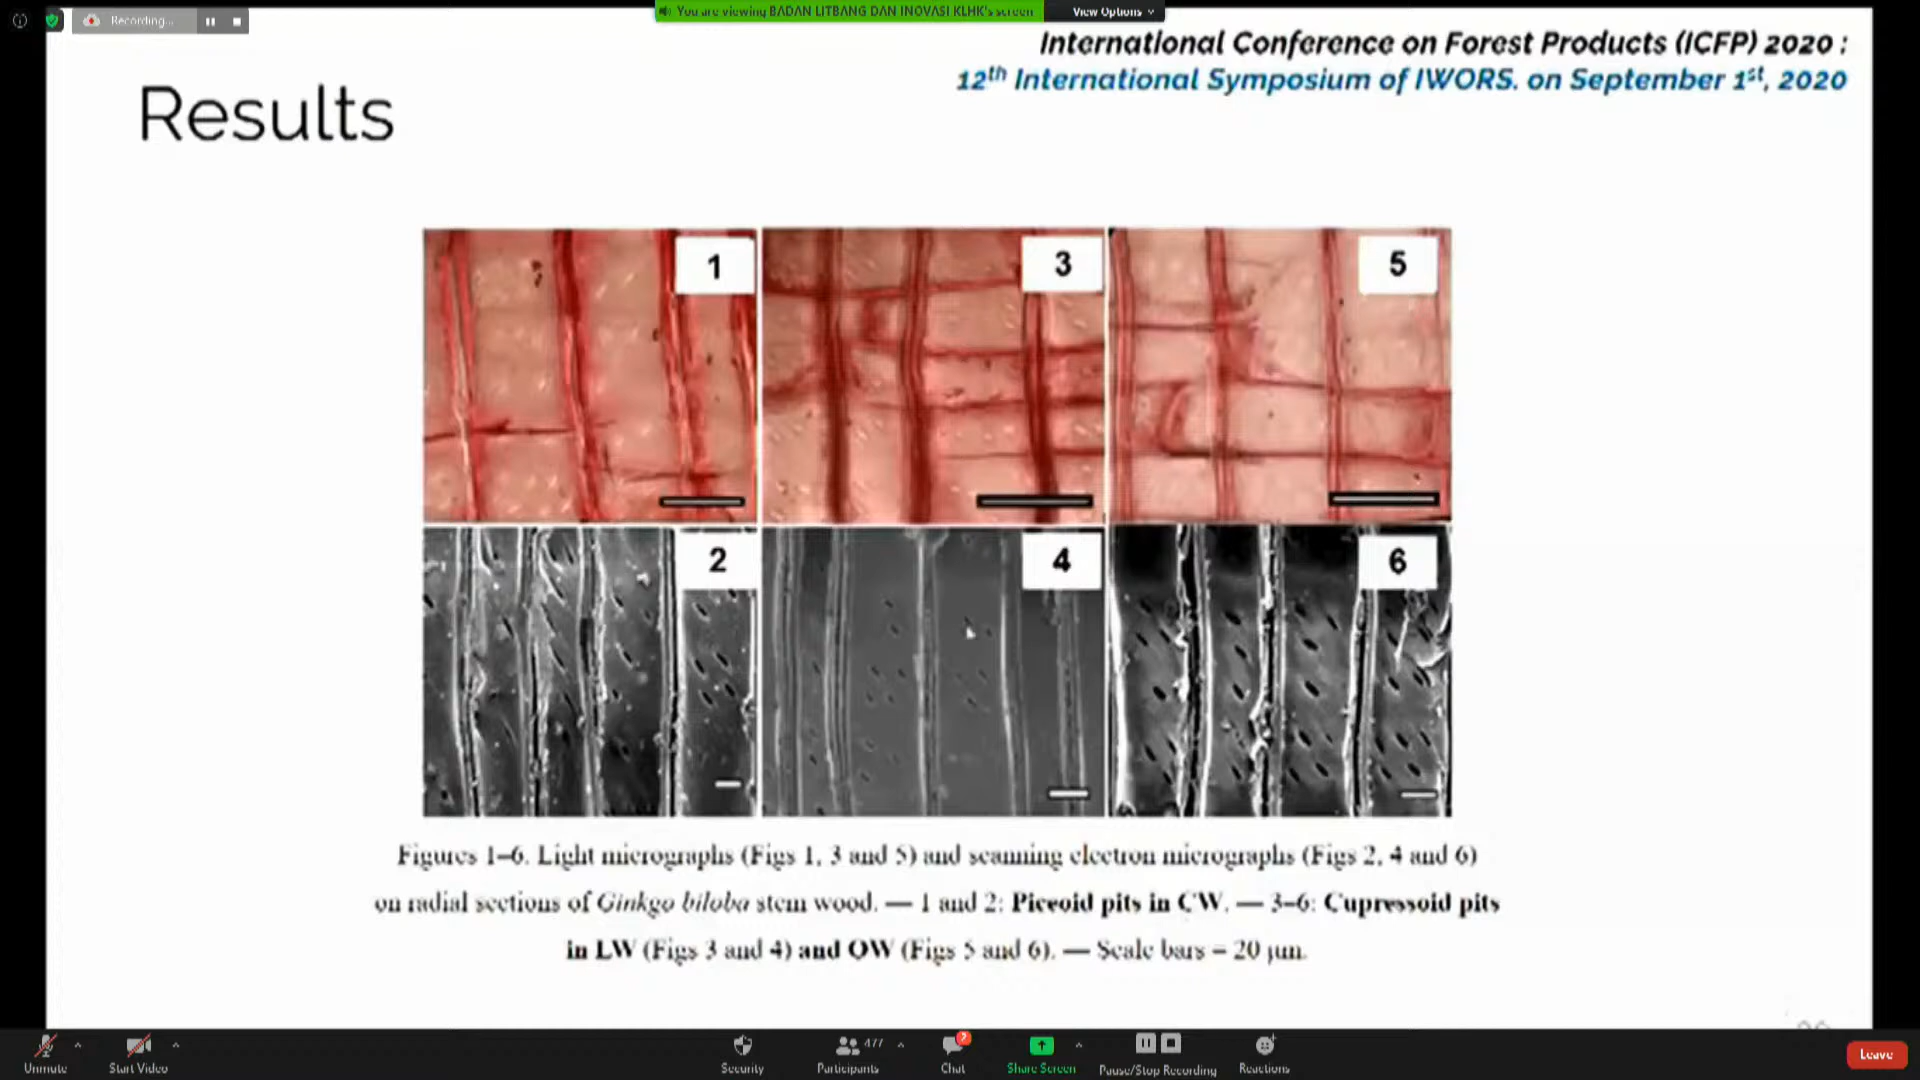 Recording...
You are viewing BADAN LITBANG DAN INOVASI KLHK's screen
View Options
International Conference on Forest Products (ICFP) 2020 :
12th International Symposium of IWORS. on September 1st, 2020
Results
1
3
5
2
4
6
Figures 1–6. Light micrographs (Figs 1, 3 and 5) and scanning electron micrographs (Figs 2, 4 and 6)
on radial sections of Ginkgo biloba stem wood. — 1 and 2: Piceoid pits in CW. — 3–6: Cupressoid pits
in LW (Figs 3 and 4) and OW (Figs 5 and 6). — Scale bars = 20 μm.
Unmute
Start Video
Security
477
Participants
Chat
Share Screen
Pause/Stop Recording
Reactions
Leave